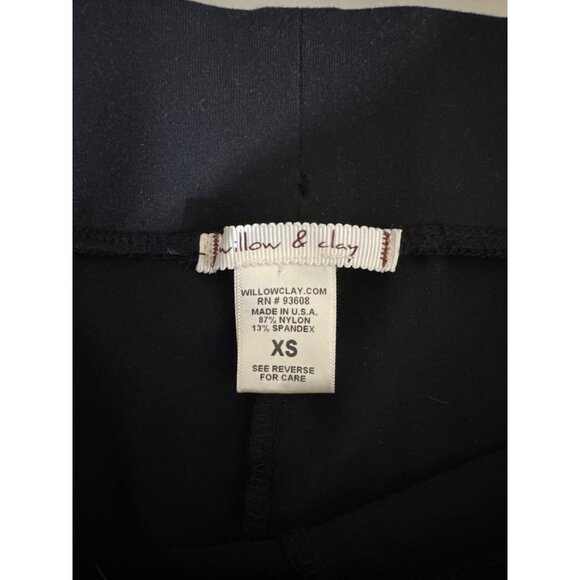 willow & clay
WILLOWCLAY.COM
RN # 93608
MADE IN U.S.A.
87% NYLON
13% SPANDEX
XS
SEE REVERSE
FOR CARE